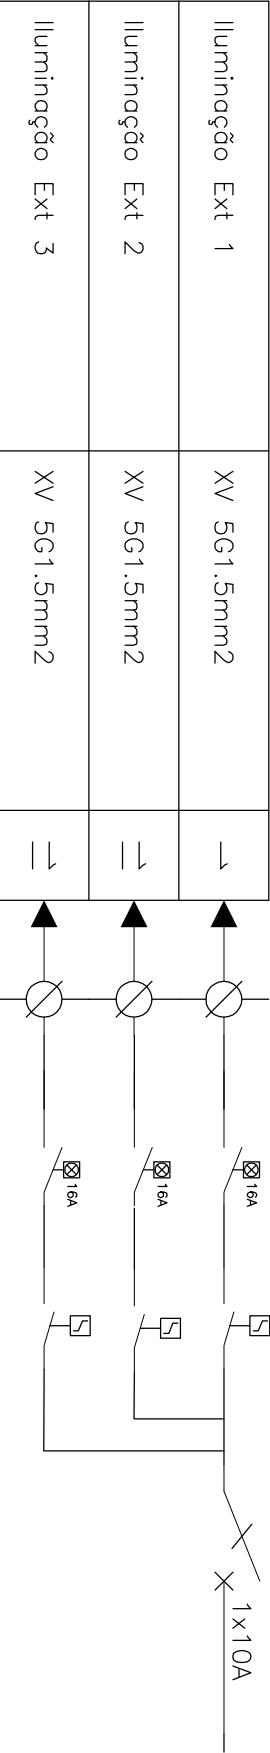 Iluminação Ext 1
XV 5G1.5mm2
1
16A
1x10A
Iluminação Ext 2
XV 5G1.5mm2
16A
Iluminação Ext 3
XV 5G1.5mm2
16A